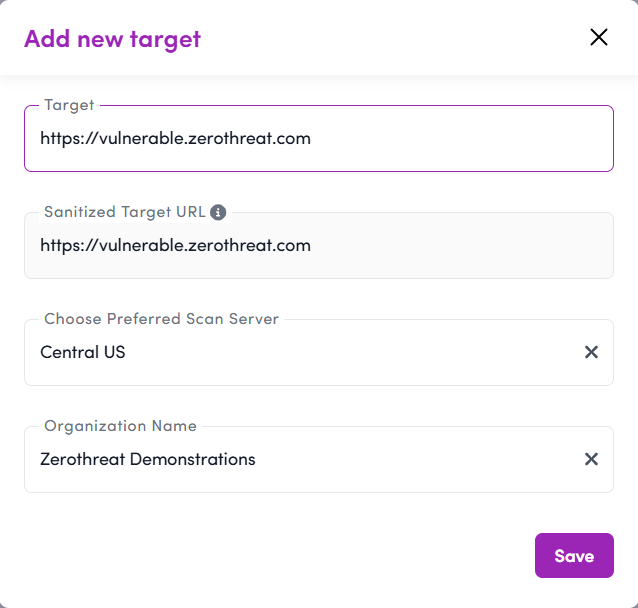 Add new target
Target
https://vulnerable.zerothreat.com
Sanitized Target URL
https://vulnerable.zerothreat.com
Choose Preferred Scan Server
Central US
Organization Name
Zerothreat Demonstrations
Save